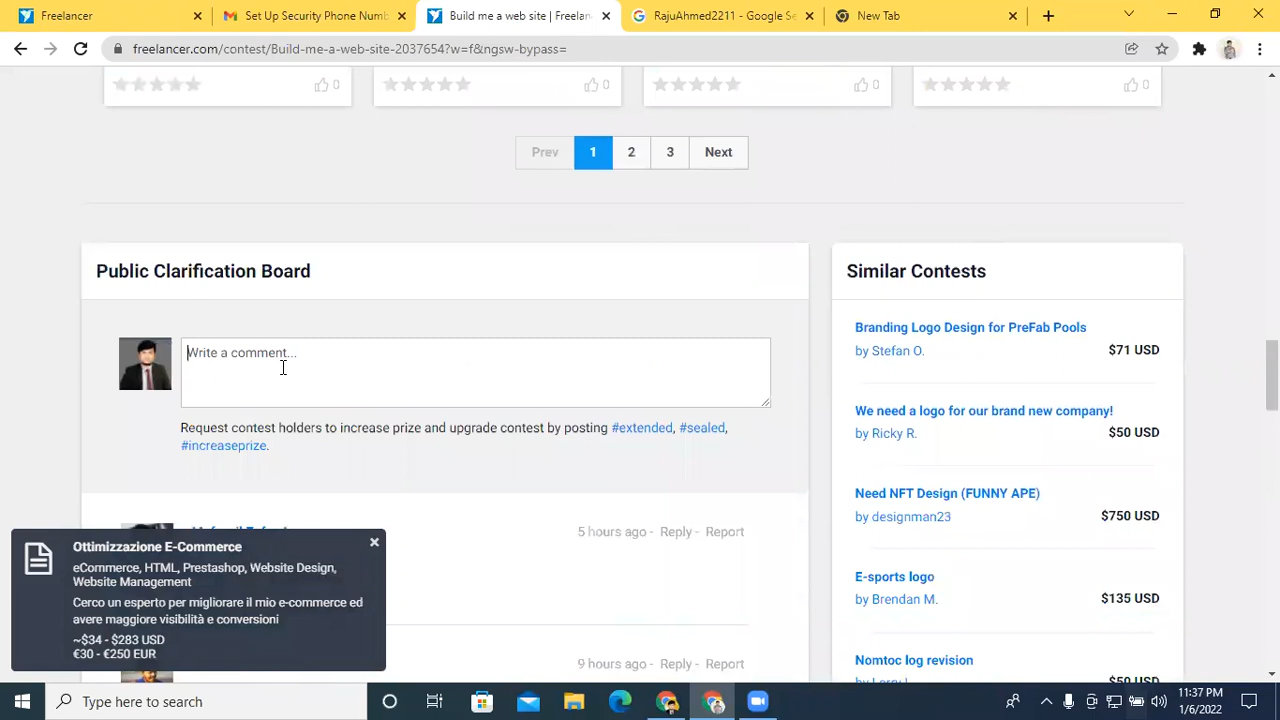 Freelancer
Set Up Security Phone Numb
Build me a web site | Freelan
RajuAhmed2211 - Google Se
New Tab
freelancer.com/contest/Build-me-a-web-site-2037654?w=f&ngsw-bypass=
0
0
0
0
Prev
1
2
3
Next
Public Clarification Board
Write a comment...
Request contest holders to increase prize and upgrade contest by posting #extended, #sealed,
#increaseprize.
5 hours ago - Reply - Report
9 hours ago - Reply - Report
Similar Contests
Branding Logo Design for PreFab Pools
by Stefan O. $71 USD
We need a logo for our brand new company!
by Ricky R. $50 USD
Need NFT Design (FUNNY APE)
by designman23 $750 USD
E-sports logo
by Brendan M. $135 USD
Nomtoc log revision
$50 USD
Ottimizzazione E-Commerce
eCommerce, HTML, Prestashop, Website Design,
Website Management
Cerco un esperto per migliorare il mio e-commerce ed
avere maggiore visibilità e conversioni
~$34 - $283 USD
€30 - €250 EUR
Type here to search
11:37 PM
1/6/2022